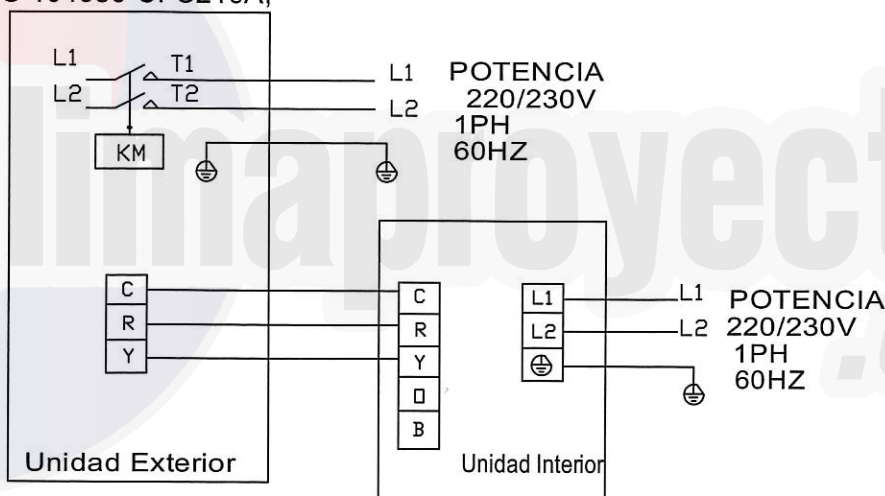 L1 T1
L2 T2
KM
L1
L2
POTENCIA
220/230V
1PH
60HZ
C
R
Y
Unidad Exterior
C
R
Y
O
B
L1
L2
Unidad Interior
L1
L2
POTENCIA
220/230V
1PH
60HZ